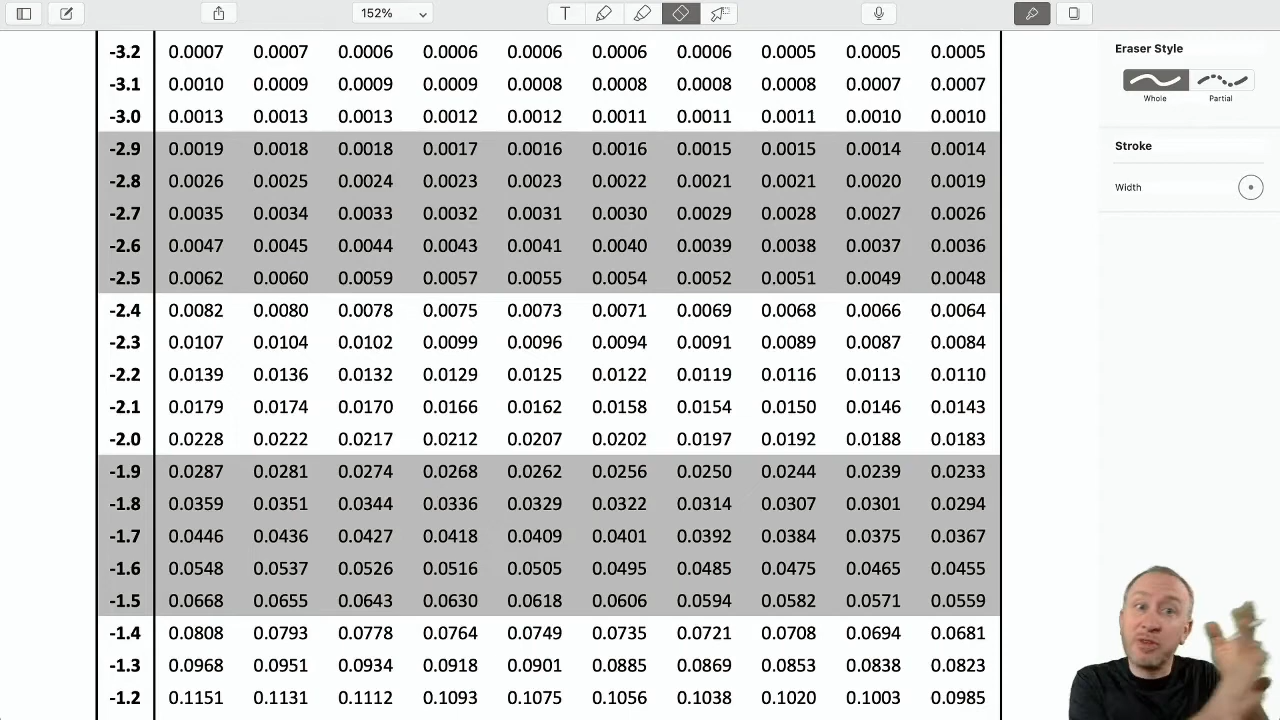 152%
T
-3.2 0.0007 0.0007 0.0006 0.0006 0.0006 0.0006 0.0006 0.0005 0.0005 0.0005
-3.1 0.0010 0.0009 0.0009 0.0009 0.0008 0.0008 0.0008 0.0008 0.0007 0.0007
-3.0 0.0013 0.0013 0.0013 0.0012 0.0012 0.0011 0.0011 0.0011 0.0010 0.0010
-2.9 0.0019 0.0018 0.0018 0.0017 0.0016 0.0016 0.0015 0.0015 0.0014 0.0014
-2.8 0.0026 0.0025 0.0024 0.0023 0.0023 0.0022 0.0021 0.0021 0.0020 0.0019
-2.7 0.0035 0.0034 0.0033 0.0032 0.0031 0.0030 0.0029 0.0028 0.0027 0.0026
-2.6 0.0047 0.0045 0.0044 0.0043 0.0041 0.0040 0.0039 0.0038 0.0037 0.0036
-2.5 0.0062 0.0060 0.0059 0.0057 0.0055 0.0054 0.0052 0.0051 0.0049 0.0048
-2.4 0.0082 0.0080 0.0078 0.0075 0.0073 0.0071 0.0069 0.0068 0.0066 0.0064
-2.3 0.0107 0.0104 0.0102 0.0099 0.0096 0.0094 0.0091 0.0089 0.0087 0.0084
-2.2 0.0139 0.0136 0.0132 0.0129 0.0125 0.0122 0.0119 0.0116 0.0113 0.0110
-2.1 0.0179 0.0174 0.0170 0.0166 0.0162 0.0158 0.0154 0.0150 0.0146 0.0143
-2.0 0.0228 0.0222 0.0217 0.0212 0.0207 0.0202 0.0197 0.0192 0.0188 0.0183
-1.9 0.0287 0.0281 0.0274 0.0268 0.0262 0.0256 0.0250 0.0244 0.0239 0.0233
-1.8 0.0359 0.0351 0.0344 0.0336 0.0329 0.0322 0.0314 0.0307 0.0301 0.0294
-1.7 0.0446 0.0436 0.0427 0.0418 0.0409 0.0401 0.0392 0.0384 0.0375 0.0367
-1.6 0.0548 0.0537 0.0526 0.0516 0.0505 0.0495 0.0485 0.0475 0.0465 0.0455
-1.5 0.0668 0.0655 0.0643 0.0630 0.0618 0.0606 0.0594 0.0582 0.0571 0.0559
-1.4 0.0808 0.0793 0.0778 0.0764 0.0749 0.0735 0.0721 0.0708 0.0694 0.0681
-1.3 0.0968 0.0951 0.0934 0.0918 0.0901 0.0885 0.0869 0.0853 0.0838 0.0823
-1.2 0.1151 0.1131 0.1112 0.1093 0.1075 0.1056 0.1038 0.1020 0.1003 0.0985
Eraser Style
Whole Partial
Stroke
Width